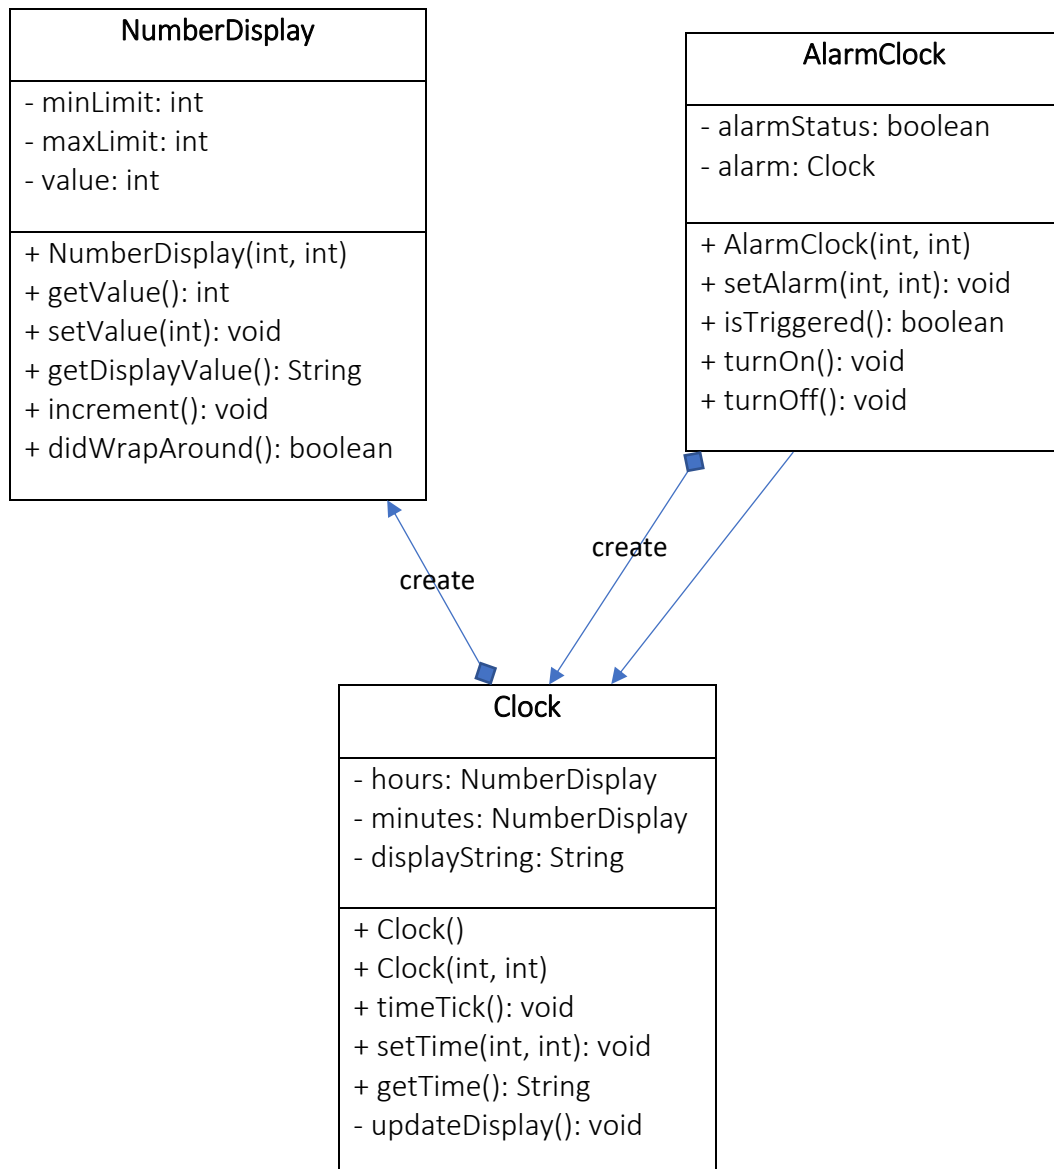 NumberDisplay
- minLimit: int
- maxLimit: int
- value: int
+ NumberDisplay(int, int)
+ getValue(): int
+ setValue(int): void
+ getDisplayValue(): String
+ increment(): void
+ didWrapAround(): boolean
AlarmClock
- alarmStatus: boolean
- alarm: Clock
+ AlarmClock(int, int)
+ setAlarm(int, int): void
+ isTriggered(): boolean
+ turnOn(): void
+ turnOff(): void
create
create
Clock
- hours: NumberDisplay
- minutes: NumberDisplay
- displayString: String
+ Clock()
+ Clock(int, int)
+ timeTick(): void
+ setTime(int, int): void
+ getTime(): String
- updateDisplay(): void